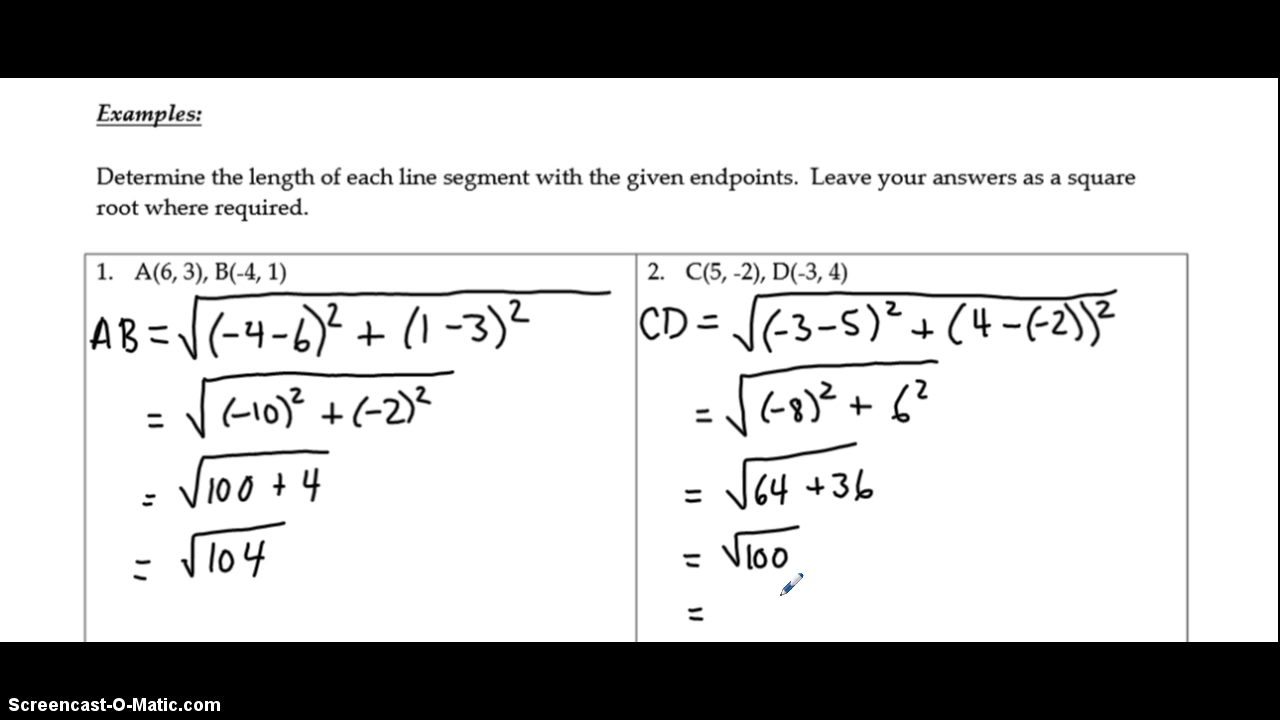 Examples:
Determine the length of each line segment with the given endpoints. Leave your answers as a square
root where required.
1. A(6, 3), B(-4, 1)
AB = √(-4-6)² + (1-3)²
= √(-10)² + (-2)²
= √100 + 4
= √104
2. C(5, -2), D(-3, 4)
CD = √(-3-5)² + (4-(-2))²
= √(-8)² + 6²
= √64 + 36
= √100
=
Screencast-O-Matic.com